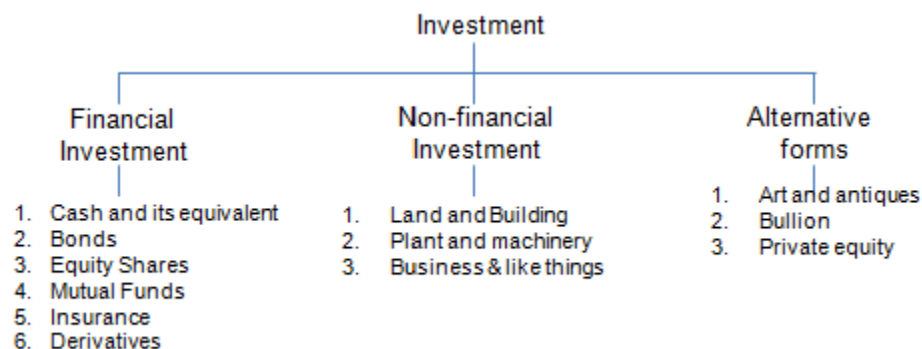 Investment
Financial
Investment
1. Cash and its equivalent
2. Bonds
3. Equity Shares
4. Mutual Funds
5. Insurance
6. Derivatives
Non-financial
Investment
1. Land and Building
2. Plant and machinery
3. Business & like things
Alternative
forms
1. Art and antiques
2. Bullion
3. Private equity